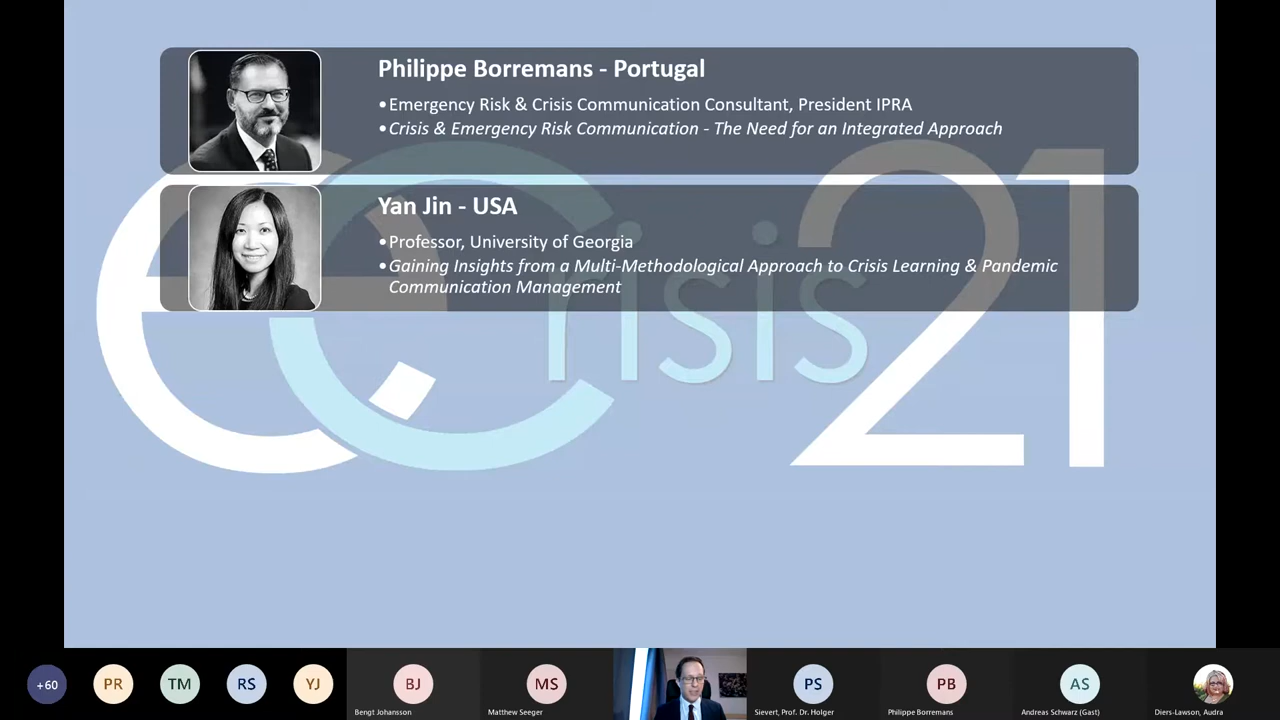 Philippe Borremans - Portugal
•Emergency Risk & Crisis Communication Consultant, President IPRA
•Crisis & Emergency Risk Communication - The Need for an Integrated Approach
Yan Jin - USA
•Professor, University of Georgia
•Gaining Insights from a Multi-Methodological Approach to Crisis Learning & Pandemic
Communication Management
eCrisis21
+60
PR
TM
RS
YJ
BJ
MS
PS
PB
AS
Bengt Johansson
Matthew Seeger
Sievert, Prof. Dr. Holger
Philippe Borremans
Andreas Schwarz (Gast)
Diers-Lawson, Audra